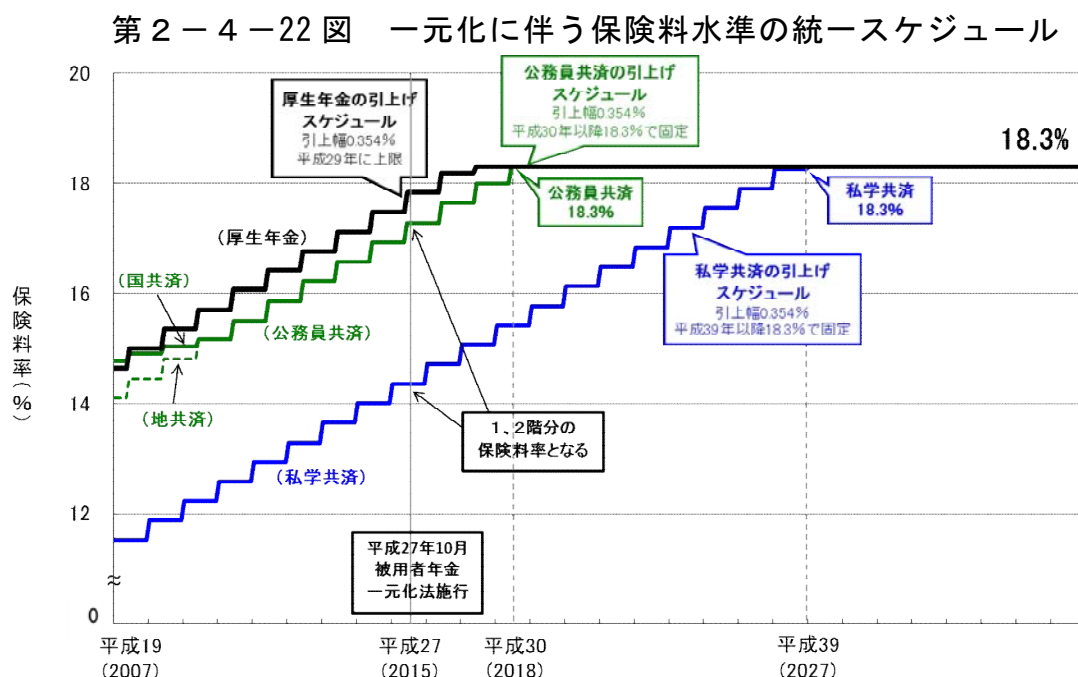 第２－４－22 図　一元化に伴う保険料水準の統一スケジュール
20
18
16
14
12
0
保険料率(%)
厚生年金の引上げ
スケジュール
引上幅0.354%
平成29年に上限
公務員共済の引上げ
スケジュール
引上幅0.354%
平成30年以降18.3%で固定
18.3%
公務員共済
18.3%
私学共済
18.3%
(厚生年金)
(国共済)
(公務員共済)
(地共済)
(私学共済)
私学共済の引上げ
スケジュール
引上幅0.354%
平成39年以降18.3%で固定
１、２階分の
保険料率となる
平成27年10月
被用者年金
一元化法施行
≈
平成19
(2007)
平成27
(2015)
平成30
(2018)
平成39
(2027)